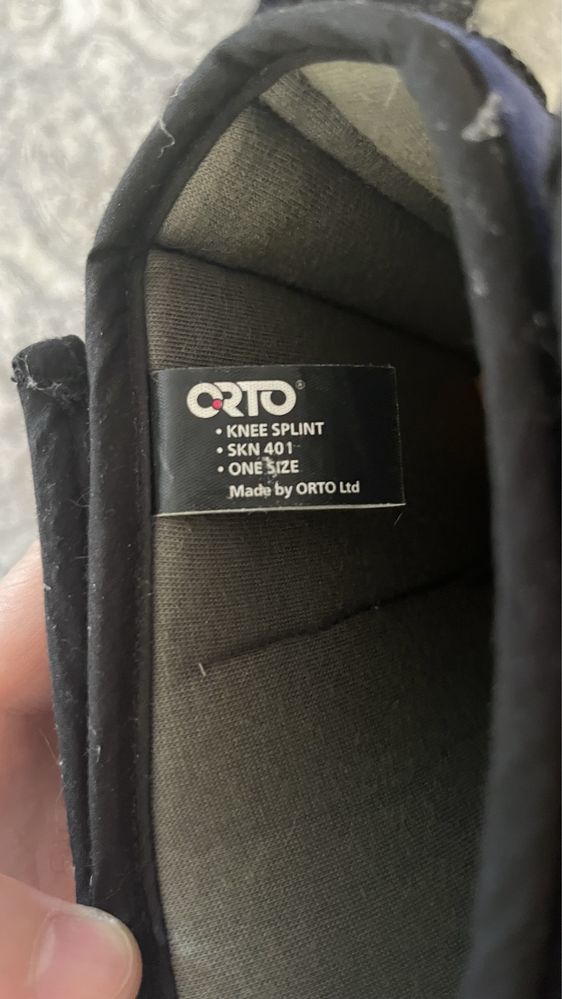 ORTO®
• KNEE SPLINT
• SKN 401
• ONE SIZE
Made by ORTO Ltd